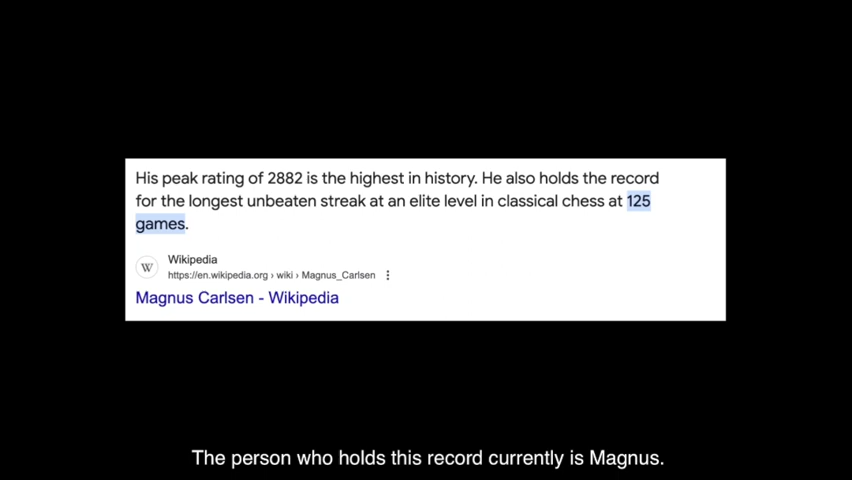 His peak rating of 2882 is the highest in history. He also holds the record
for the longest unbeaten streak at an elite level in classical chess at 125
games.
W
Wikipedia
https://en.wikipedia.org › wiki › Magnus_Carlsen
Magnus Carlsen - Wikipedia
The person who holds this record currently is Magnus.